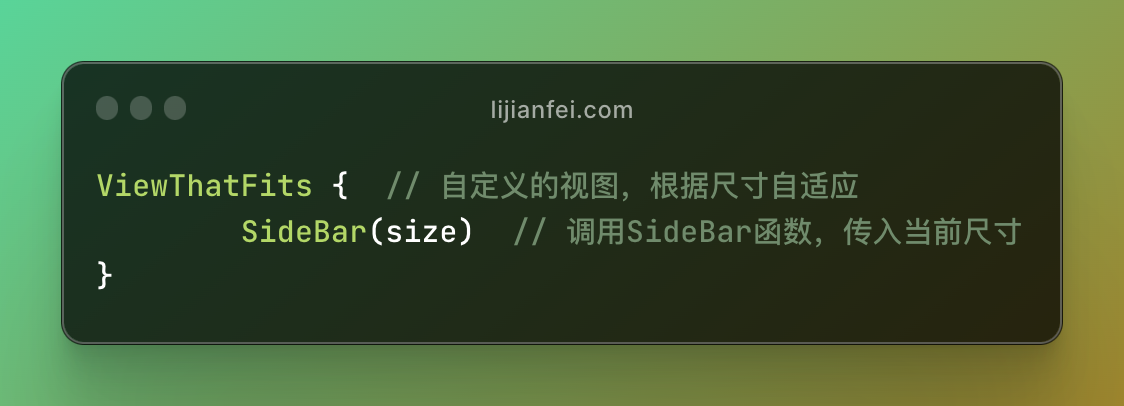 lijianfei.com
ViewThatFits {  // 自定义的视图，根据尺寸自适应
        SideBar(size)  // 调用SideBar函数，传入当前尺寸
}